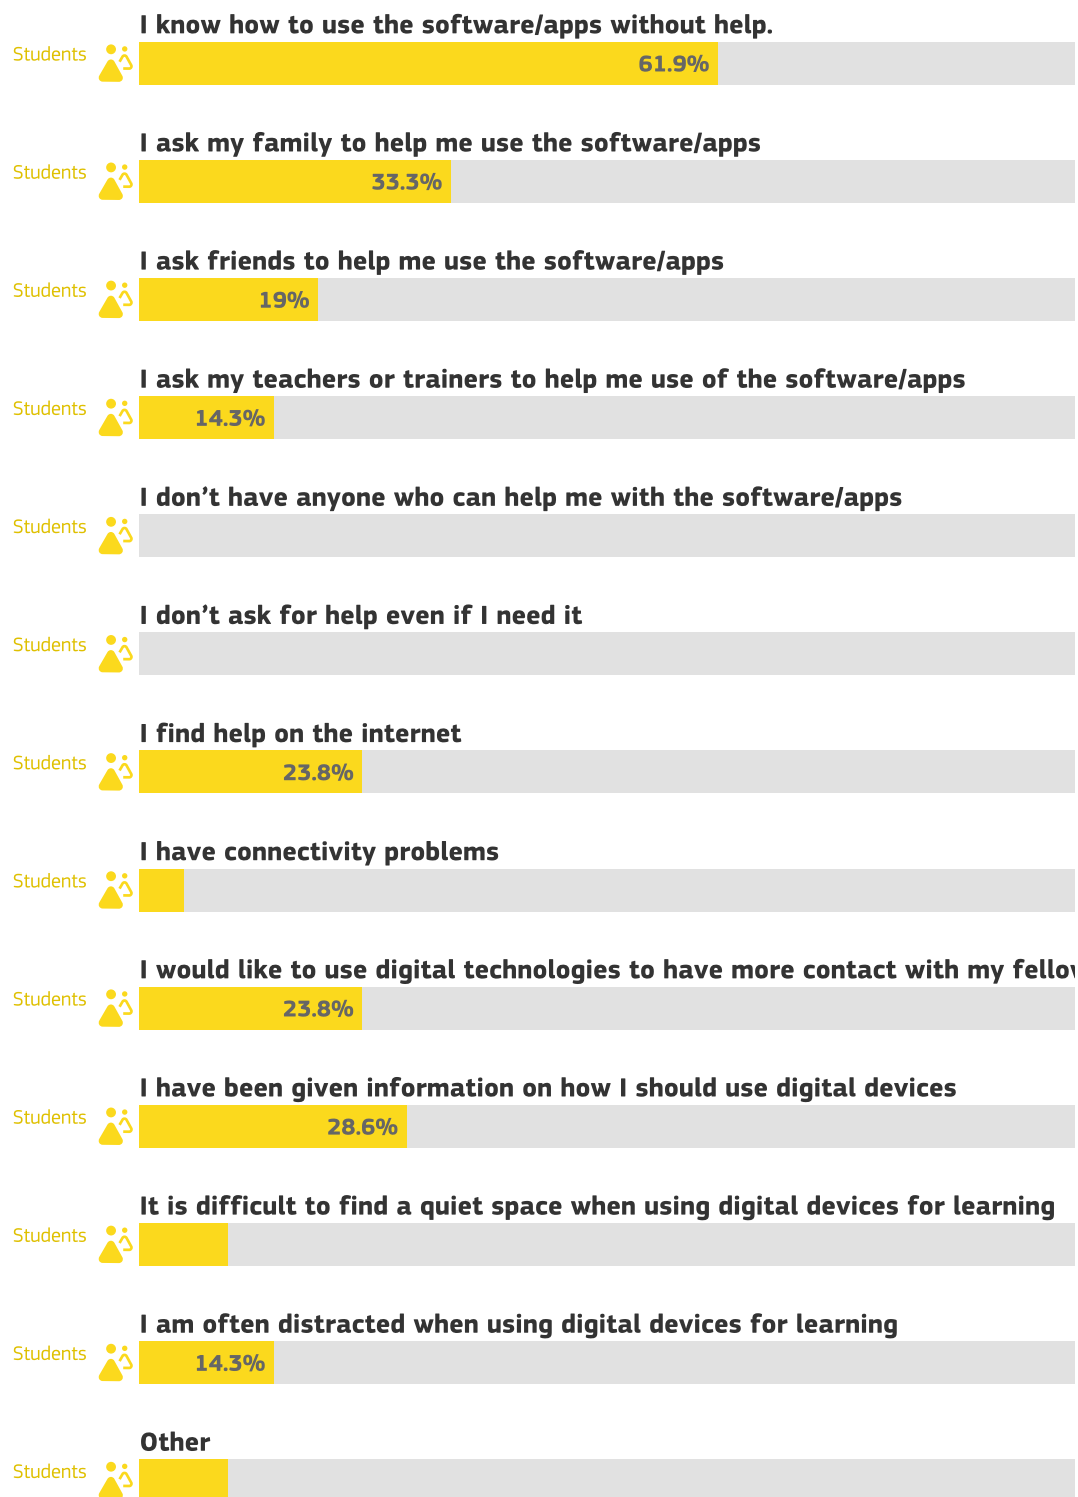 I know how to use the software/apps without help.
Students
61.9%
I ask my family to help me use the software/apps
Students
33.3%
I ask friends to help me use the software/apps
Students
19%
I ask my teachers or trainers to help me use of the software/apps
Students
14.3%
I don’t have anyone who can help me with the software/apps
Students
I don’t ask for help even if I need it
Students
I find help on the internet
Students
23.8%
I have connectivity problems
Students
I would like to use digital technologies to have more contact with my
Students
23.8%
I have been given information on how I should use digital devices
Students
28.6%
It is difficult to find a quiet space when using digital devices for learning
Students
I am often distracted when using digital devices for learning
Students
14.3%
Other
Students